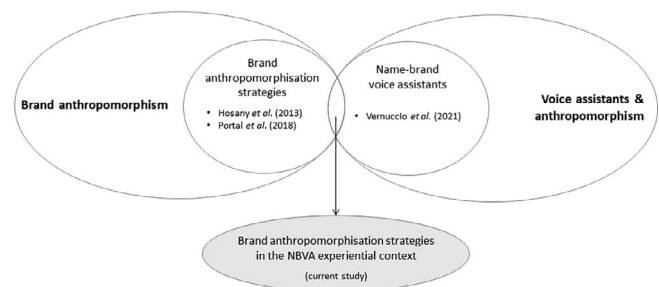 Brand anthropomorphism
Brand
anthropomorphisation
strategies
• Hosany et al. (2013)
• Portal et al. (2018)
Name-brand
voice assistants
• Vernuccio et al. (2021)
Voice assistants &
anthropomorphism
Brand anthropomorphisation strategies
in the NBVA experiential context
(current study)